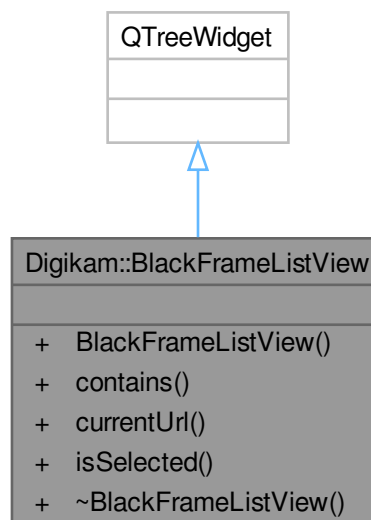 QTreeWidget
Digikam::BlackFrameListView
+ BlackFrameListView()
+ contains()
+ currentUrl()
+ isSelected()
+ ~BlackFrameListView()